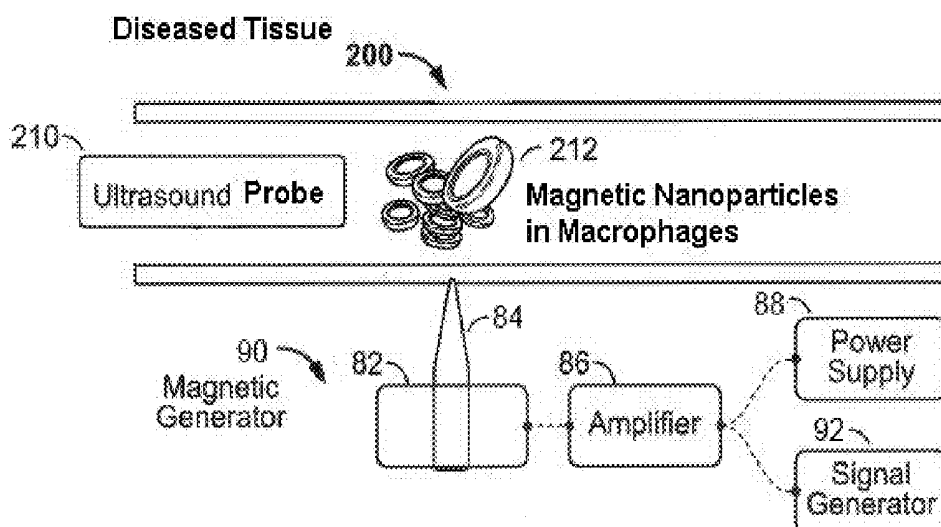 Diseased Tissue
200
210
212
Ultrasound Probe
Magnetic Nanoparticles
in Macrophages
84
88
90
82
86
Power
Supply
Magnetic
Generator
Amplifier
92
Signal
Generator